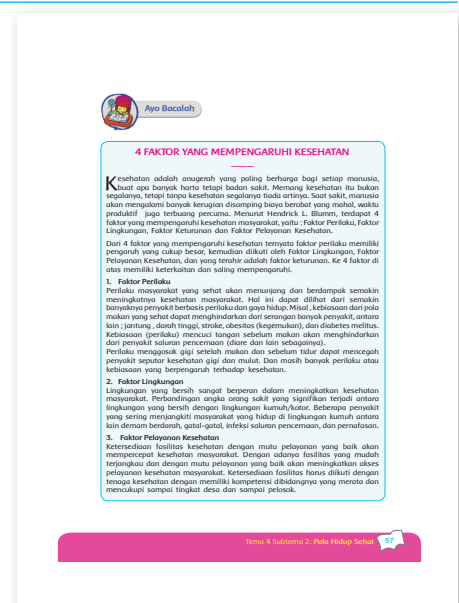 Ayo Bacalah
4 FAKTOR YANG MEMPENGARUHI KESEHATAN
Kesehatan adalah anugerah yang paling berharga bagi setiap manusia,
buat apa banyak harta tetapi badan sakit. Memang kesehatan itu bukan
segalanya, tetapi tanpa kesehatan segalanya tiada artinya. Saat sakit, manusia
akan mengalami banyak kerugian disamping biaya berobat yang mahal, waktu
produktif juga terbuang percuma. Menurut Hendrick L. Blumm, terdapat 4
faktor yang mempengaruhi kesehatan masyarakat, yaitu : Faktor Perilaku, Faktor
Lingkungan, Faktor Keturunan dan Faktor Pelayanan Kesehatan.
Dari 4 faktor yang mempengaruhi kesehatan ternyata faktor perilaku memiliki
pengaruh yang cukup besar, kemudian diikuti oleh Faktor Lingkungan, Faktor
Pelayanan Kesehatan, dan yang terahir adalah faktor keturunan. Ke 4 faktor di
atas memiliki keterkaitan dan saling mempengaruhi.
1. Faktor Perilaku
Perilaku masyarakat yang sehat akan menunjang dan berdampak semakin
meningkatnya kesehatan masyarakat. Hal ini dapat dilihat dari semakin
banyaknya penyakit berbasis perilaku dan gaya hidup. Misal , kebiasaan dari pola
makan yang sehat dapat menghindarkan dari serangan banyak penyakit, antara
lain ; jantung , darah tinggi, stroke, obesitas (kegemukan), dan diabetes melitus.
Kebiasaan (perilaku) mencuci tangan sebelum makan akan menghindarkan
dari penyakit saluran pencernaan (diare dan lain sebagainya).
Perilaku menggosok gigi setelah makan dan sebelum tidur dapat mencegah
penyakit seputar kesehatan gigi dan mulut. Dan masih banyak perilaku atau
kebiasaan yang berpengaruh terhadap kesehatan.
2. Faktor Lingkungan
Lingkungan yang bersih sangat berperan dalam meningkatkan kesehatan
masyarakat. Perbandingan angka orang sakit yang signifikan terjadi antara
lingkungan yang bersih dengan lingkungan kumuh/kotor. Beberapa penyakit
yang sering menjangkiti masyarakat yang hidup di lingkungan kumuh antara
lain demam berdarah, gatal-gatal, infeksi saluran pencernaan, dan pernafasan.
3. Faktor Pelayanan Kesehatan
Ketersediaan fasilitas kesehatan dengan mutu pelayanan yang baik akan
mempercepat kesehatan masyarakat. Dengan adanya fasilitas yang mudah
terjangkau dan dengan mutu pelayanan yang baik akan meningkatkan akses
pelayanan kesehatan masyarakat. Ketersediaan fasilitas harus diikuti dengan
tenaga kesehatan dengan memiliki kompetensi dibidangnya yang merata dan
mencukupi sampai tingkat desa dan sampai pelosok.
Tema 4 Subtema 2: Pola Hidup Sehat 57